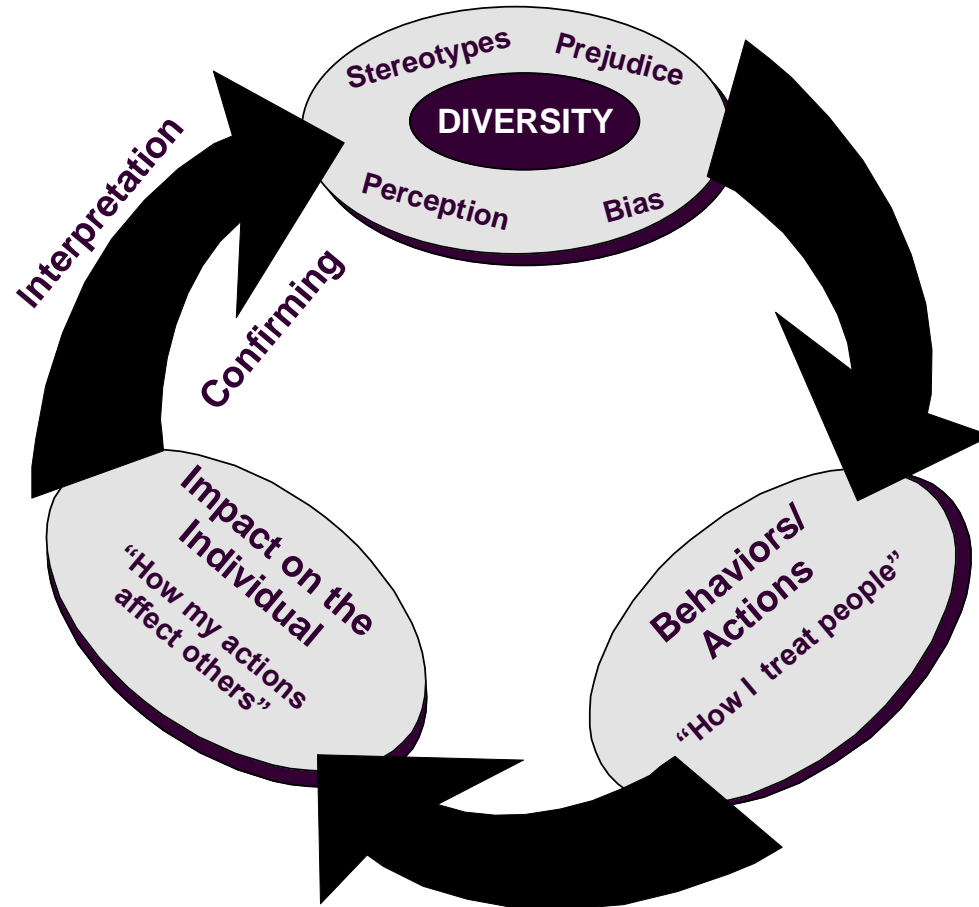 Stereotypes
Prejudice
DIVERSITY
Perception
Bias
Interpretation
Confirming
Behaviors/
Actions
“How I treat people”
Impact on the
Individual
“How my actions
affect others”